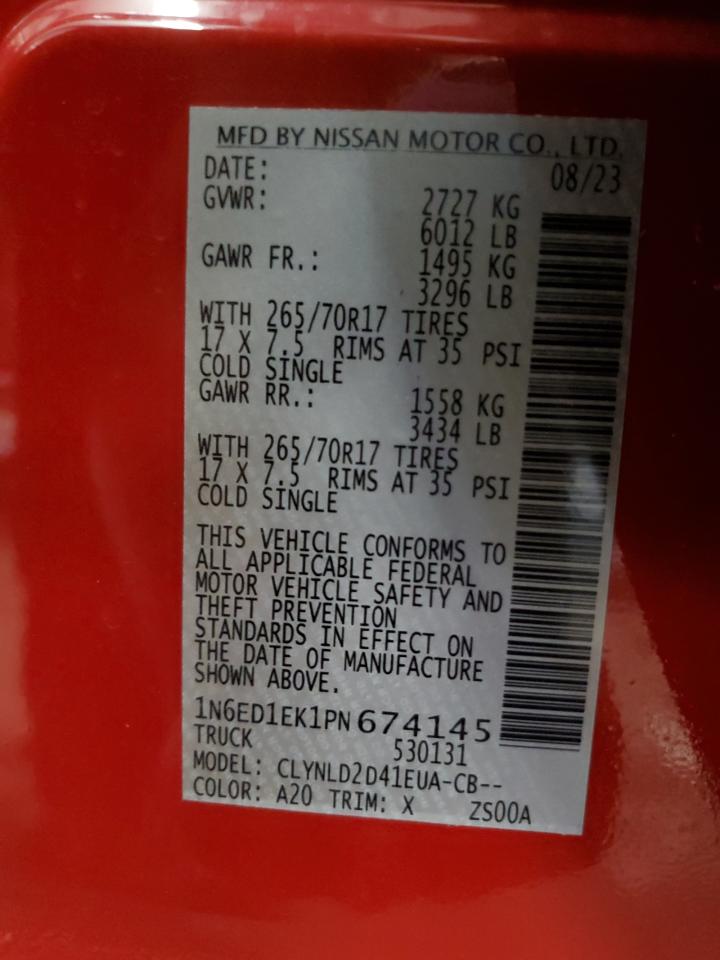 MFD BY NISSAN MOTOR CO., LTD.
DATE: 08/23
GVWR: 2727 KG
6012 LB
GAWR FR.: 1495 KG
3296 LB
WITH 265/70R17 TIRES
17 X 7.5 RIMS AT 35 PSI
COLD SINGLE
GAWR RR.: 1558 KG
3434 LB
WITH 265/70R17 TIRES
17 X 7.5 RIMS AT 35 PSI
COLD SINGLE
THIS VEHICLE CONFORMS TO
ALL APPLICABLE FEDERAL
MOTOR VEHICLE SAFETY AND
THEFT PREVENTION
STANDARDS IN EFFECT ON
THE DATE OF MANUFACTURE
SHOWN ABOVE.
1N6ED1EK1PN674145
TRUCK 530131
MODEL: CLYNLD2D41EUA-CB--
COLOR: A20 TRIM: X ZS00A